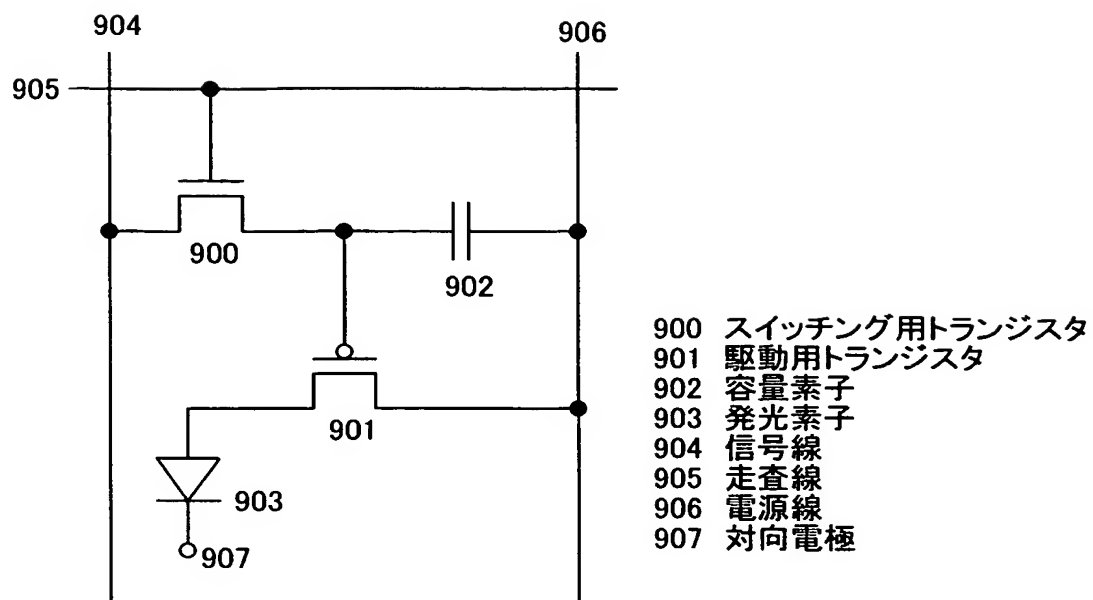 904
906
905
900
902
901
903
907
900 スイッチング用トランジスタ
901 駆動用トランジスタ
902 容量素子
903 発光素子
904 信号線
905 走査線
906 電源線
907 対向電極